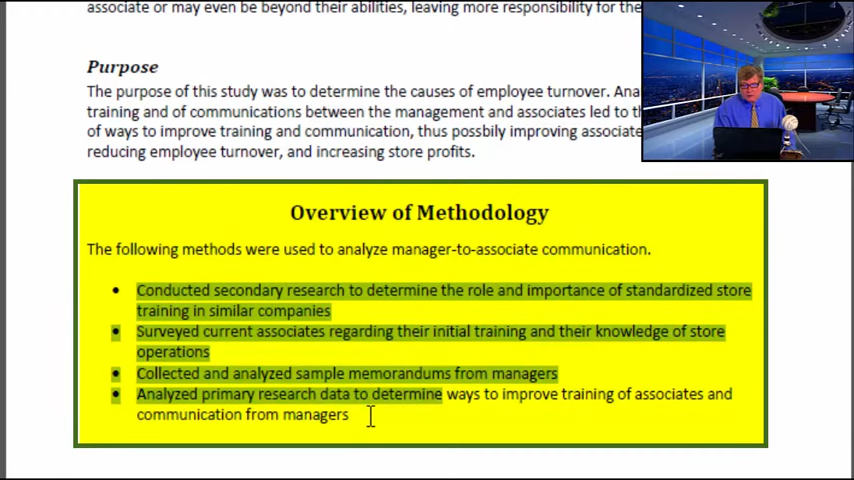 associate or may even be beyond their abilities, leaving more responsibility for the
Purpose
The purpose of this study was to determine the causes of employee turnover. Ana
training and of communications between the management and associates led to th
of ways to improve training and communication, thus possbily improving associate
reducing employee turnover, and increasing store profits.
Overview of Methodology
The following methods were used to analyze manager-to-associate communication.
• Conducted secondary research to determine the role and importance of standardized store
training in similar companies
• Surveyed current associates regarding their initial training and their knowledge of store
operations
• Collected and analyzed sample memorandums from managers
• Analyzed primary research data to determine ways to improve training of associates and
communication from managers